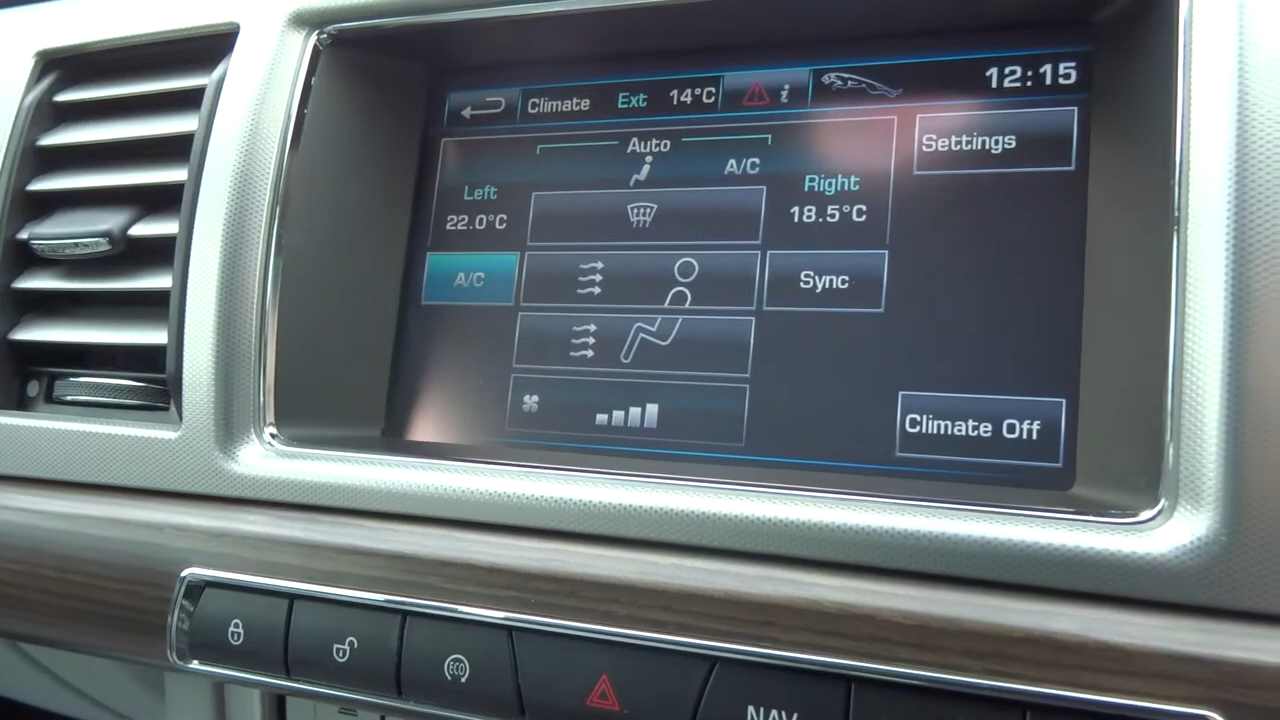 Climate Ext 14°C i 12:15
Auto
A/C
Settings
Left
22.0°C
Right
18.5°C
A/C
Sync
Climate Off
ECO
NAV